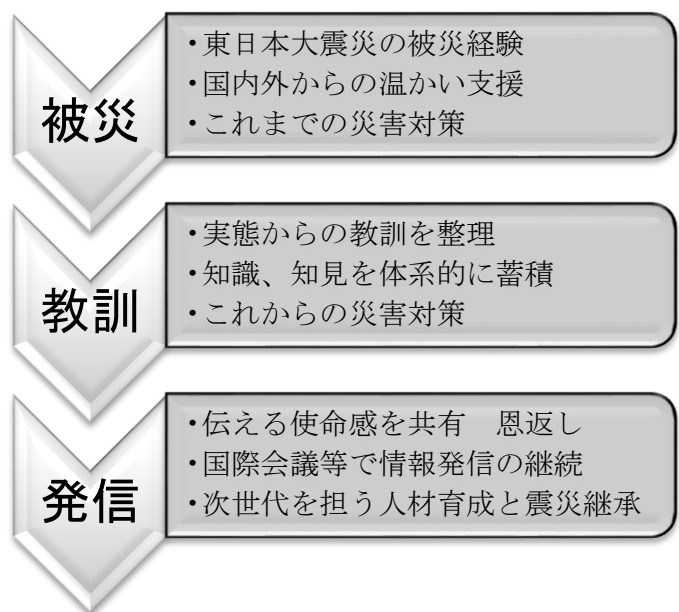 被災
・東日本大震災の被災経験
・国内外からの温かい支援
・これまでの災害対策
教訓
・実態からの教訓を整理
・知識、知見を体系的に蓄積
・これからの災害対策
発信
・伝える使命感を共有　恩返し
・国際会議等で情報発信の継続
・次世代を担う人材育成と震災継承